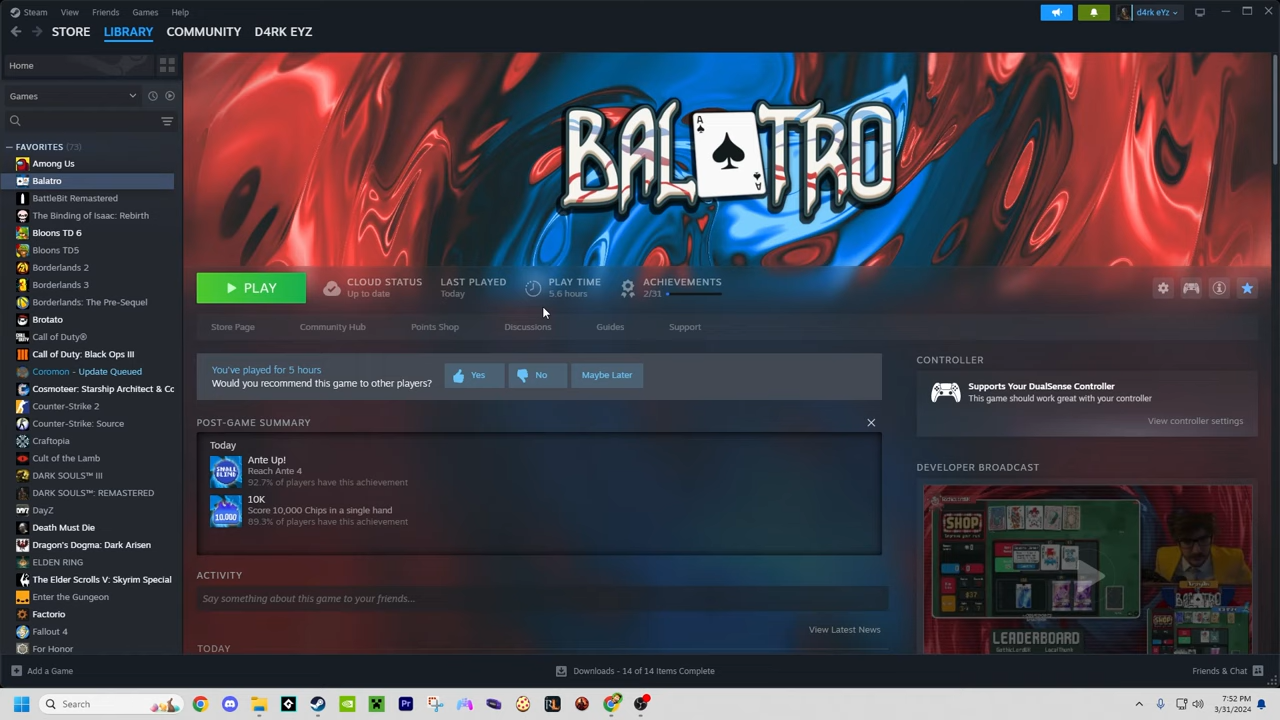 Steam View Friends Games Help
d4rk eYz
STORE LIBRARY COMMUNITY D4RK EYZ
Home
Games
FAVORITES (73)
Among Us
Balatro
BattleBit Remastered
The Binding of Isaac: Rebirth
Bloons TD 6
Bloons TD5
Borderlands 2
Borderlands 3
Borderlands: The Pre-Sequel
Brotato
Call of Duty®
Call of Duty: Black Ops III
Coromon - Update Queued
Cosmoteer: Starship Architect & Cc
Counter-Strike 2
Counter-Strike: Source
Craftopia
Cult of the Lamb
DARK SOULS™ III
DARK SOULS™: REMASTERED
DayZ
Death Must Die
Dragon's Dogma: Dark Arisen
ELDEN RING
The Elder Scrolls V: Skyrim Special
Enter the Gungeon
Factorio
Fallout 4
For Honor
BALATRO
A
A
PLAY
CLOUD STATUS
Up to date
LAST PLAYED
Today
PLAY TIME
5.6 hours
ACHIEVEMENTS
2/31
Store Page Community Hub Points Shop Discussions Guides Support
You've played for 5 hours
Would you recommend this game to other players?
Yes No Maybe Later
POST-GAME SUMMARY
Today
SMALL BLIND
Ante Up!
Reach Ante 4
92.7% of players have this achievement
10,000
10K
Score 10,000 Chips in a single hand
89.3% of players have this achievement
ACTIVITY
Say something about this game to your friends...
View Latest News
TODAY
CONTROLLER
Supports Your DualSense Controller
This game should work great with your controller
View controller settings
DEVELOPER BROADCAST
SHOP
$37
BALATRO
LEADERBOARD
Add a Game
Downloads - 14 of 14 Items Complete
Friends & Chat
Search
Pr
7:52 PM
3/31/2024